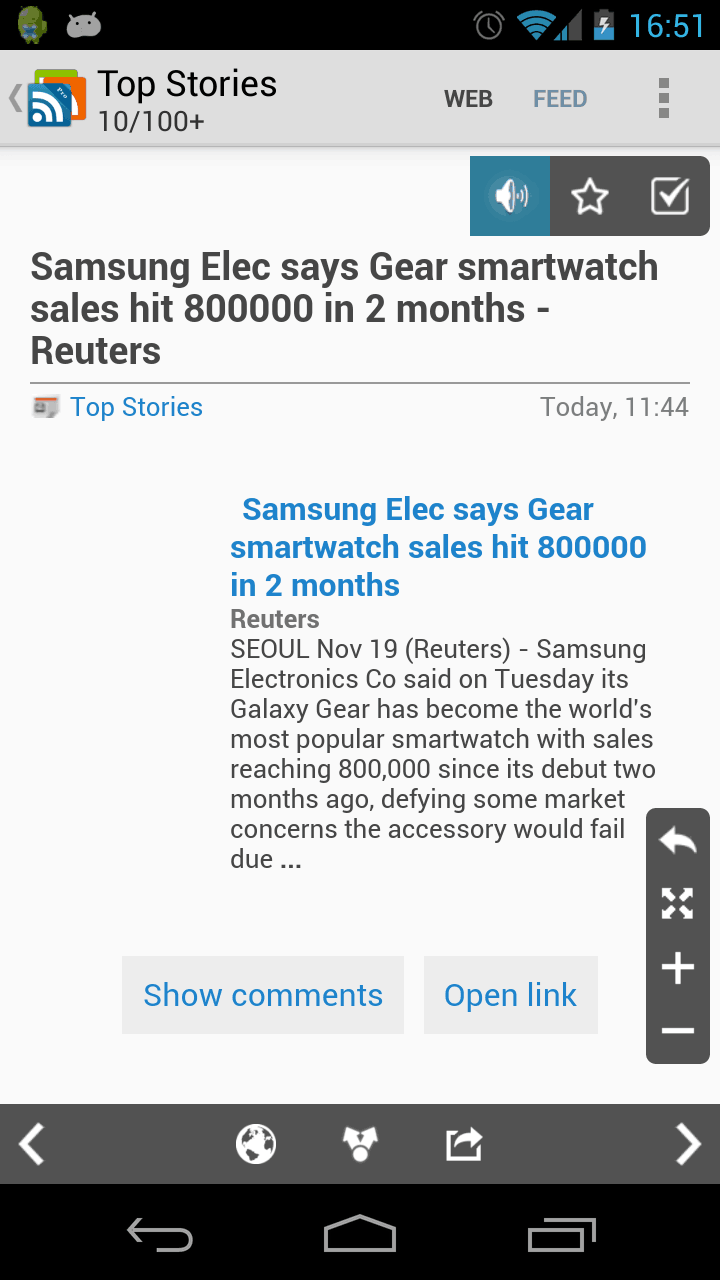 16:51
Top Stories
10/100+
WEB
FEED
Samsung Elec says Gear smartwatch
sales hit 800000 in 2 months -
Reuters
Top Stories
Today, 11:44
Samsung Elec says Gear
smartwatch sales hit 800000
in 2 months
Reuters
SEOUL Nov 19 (Reuters) - Samsung
Electronics Co said on Tuesday its
Galaxy Gear has become the world's
most popular smartwatch with sales
reaching 800,000 since its debut two
months ago, defying some market
concerns the accessory would fail
due ...
Show comments
Open link